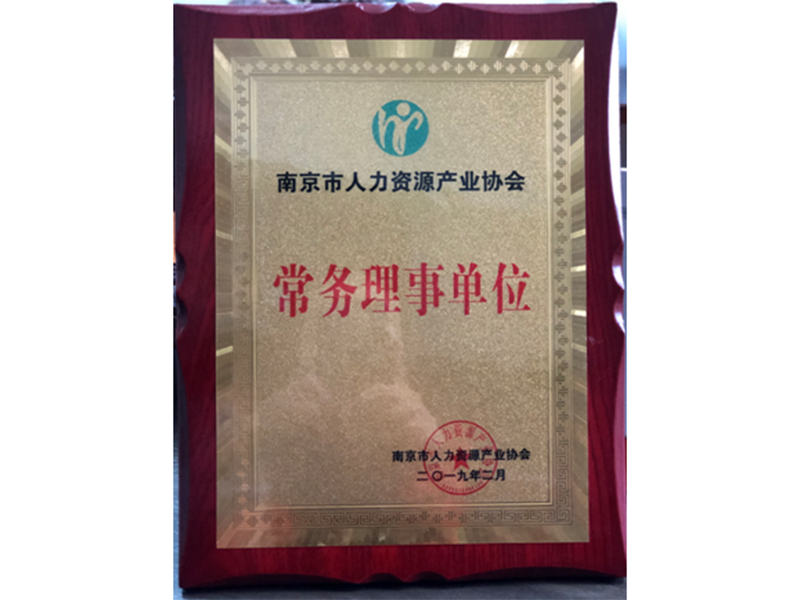 南京市人力资源产业协会
常务理事单位
南京市人力资源产业协会
二〇一九年二月